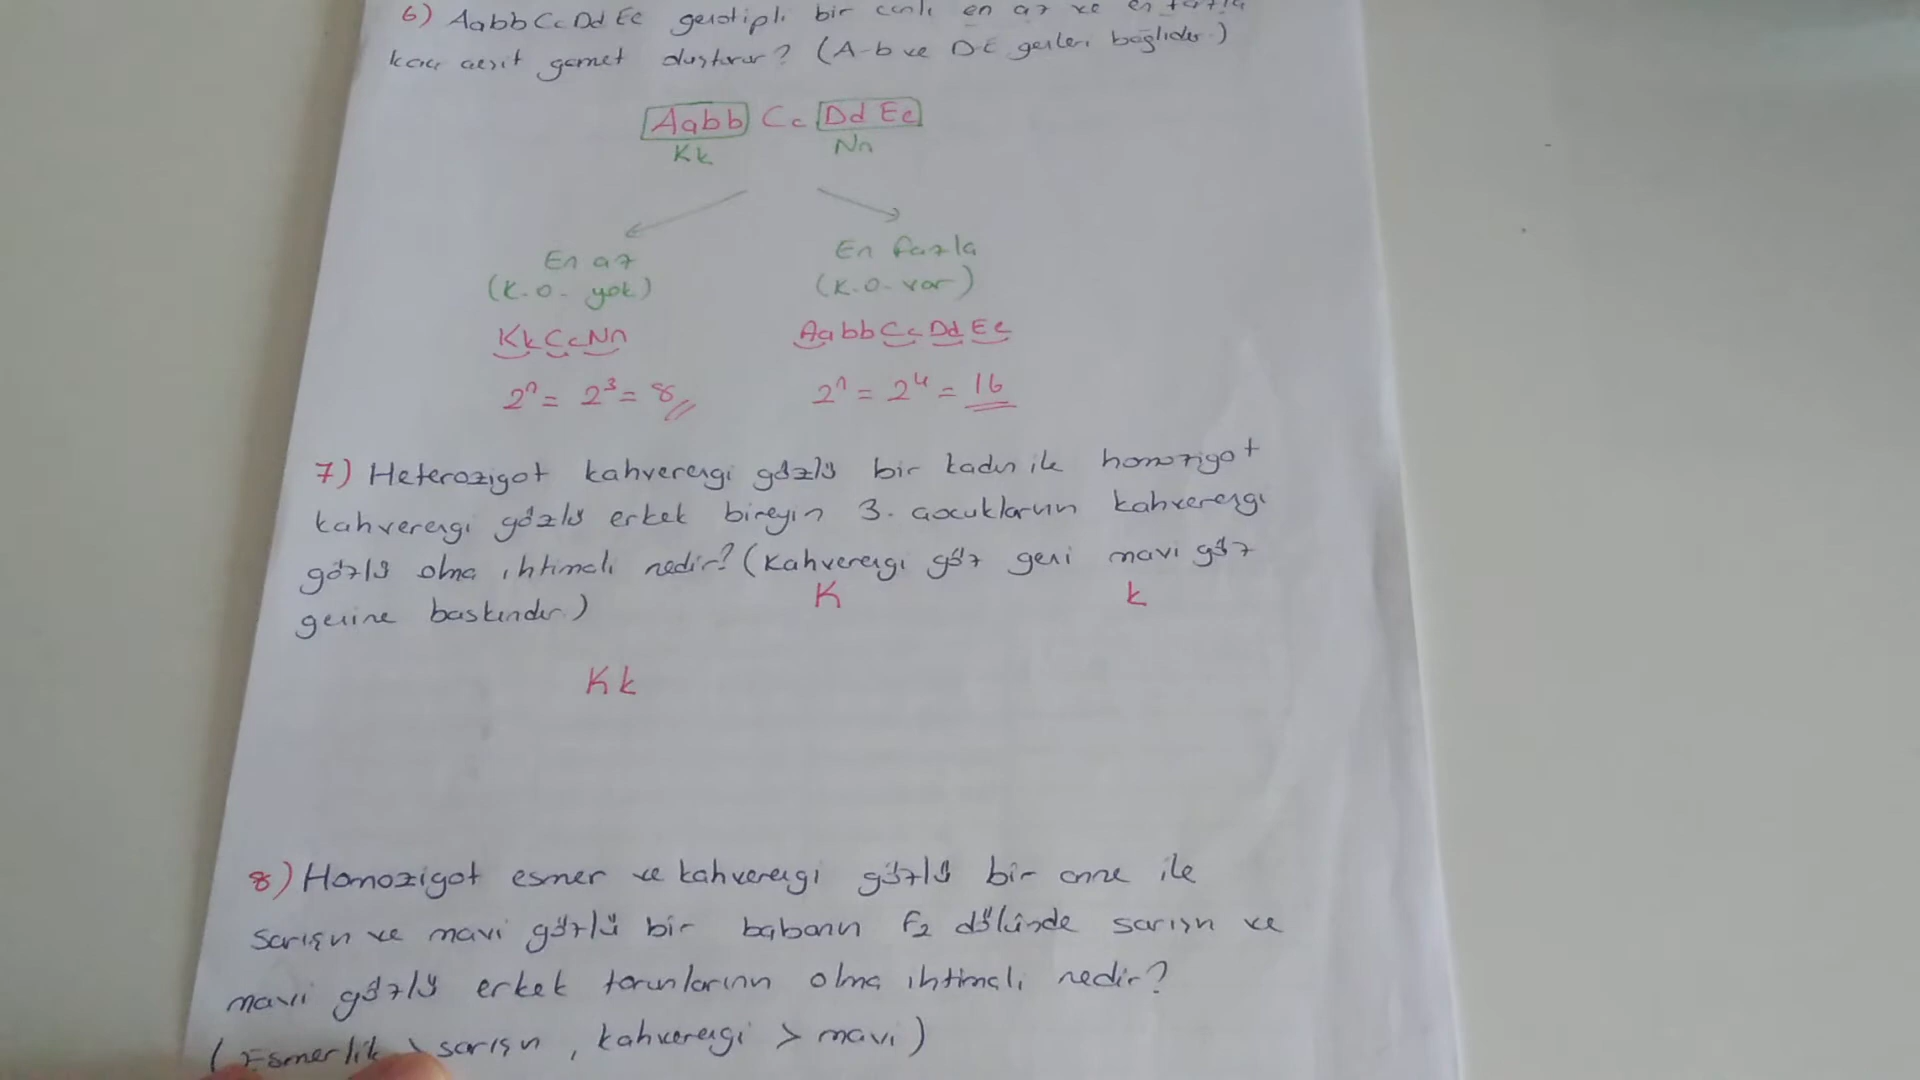 6) AabbCcDdEe genotipli bir canlı en az ve en fazla
kaç çeşit gamet oluşturur? (A-b ve D-E genleri bağlıdır.)
Aabb Cc Dd Ee
Kk Nn
En az En fazla
(K.O. yok) (K.O. var)
KkCcNn AabbCcDdEe
2ⁿ = 2³ = 8 2ⁿ = 2⁴ = 16
7) Heterozigot kahverengi gözlü bir kadın ile homozigot
kahverengi gözlü erkek bireyin 3. çocuklarının kahverengi
gözlü olma ihtimali nedir? (Kahverengi göz geni mavi göz
K k
genine baskındır.)
Kk
8) Homozigot esmer ve kahverengi gözlü bir anne ile
sarışın ve mavi gözlü bir babanın F₂ dölünde sarışın ve
mavi gözlü erkek torunlarının olma ihtimali nedir?
(Esmerlik > sarışın, kahverengi > mavi)